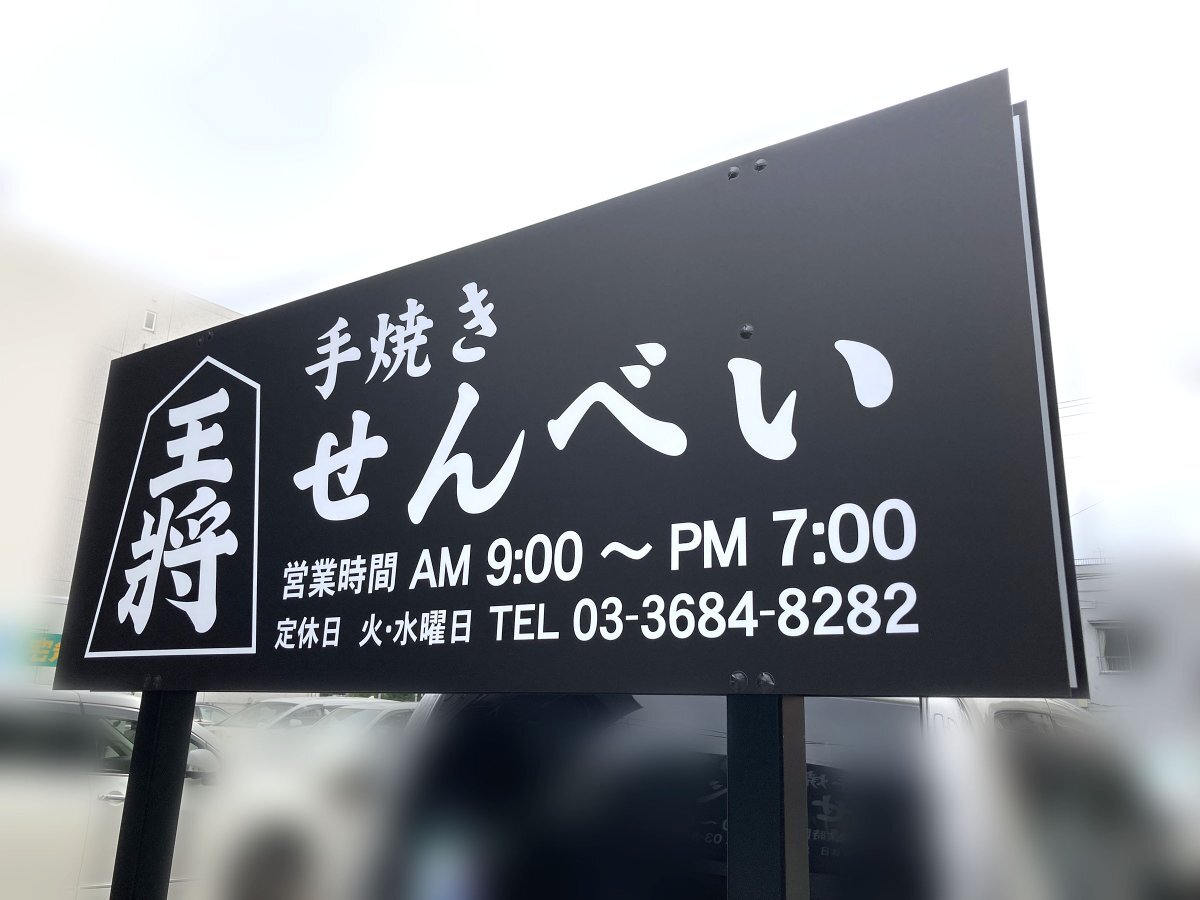 王将
手焼き
せんべい
営業時間 AM 9:00 ～ PM 7:00
定休日 火・水曜日 TEL 03-3684-8282